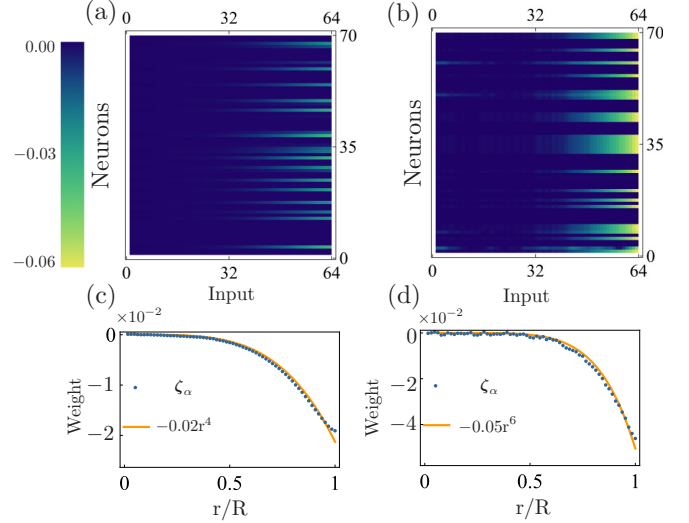 (a)
(b)
0 32 64
0 32 64
0.00
−0.03
−0.06
Neurons
70
35
0
Neurons
70
35
0
0 32 64
0 32 64
Input
Input
(c)
(d)
×10⁻²
×10⁻²
0
−1
−2
Weight
ζα
−0.02r⁴
0
−2
−4
Weight
ζα
−0.05r⁶
0 0.5 1
0 0.5 1
r/R
r/R